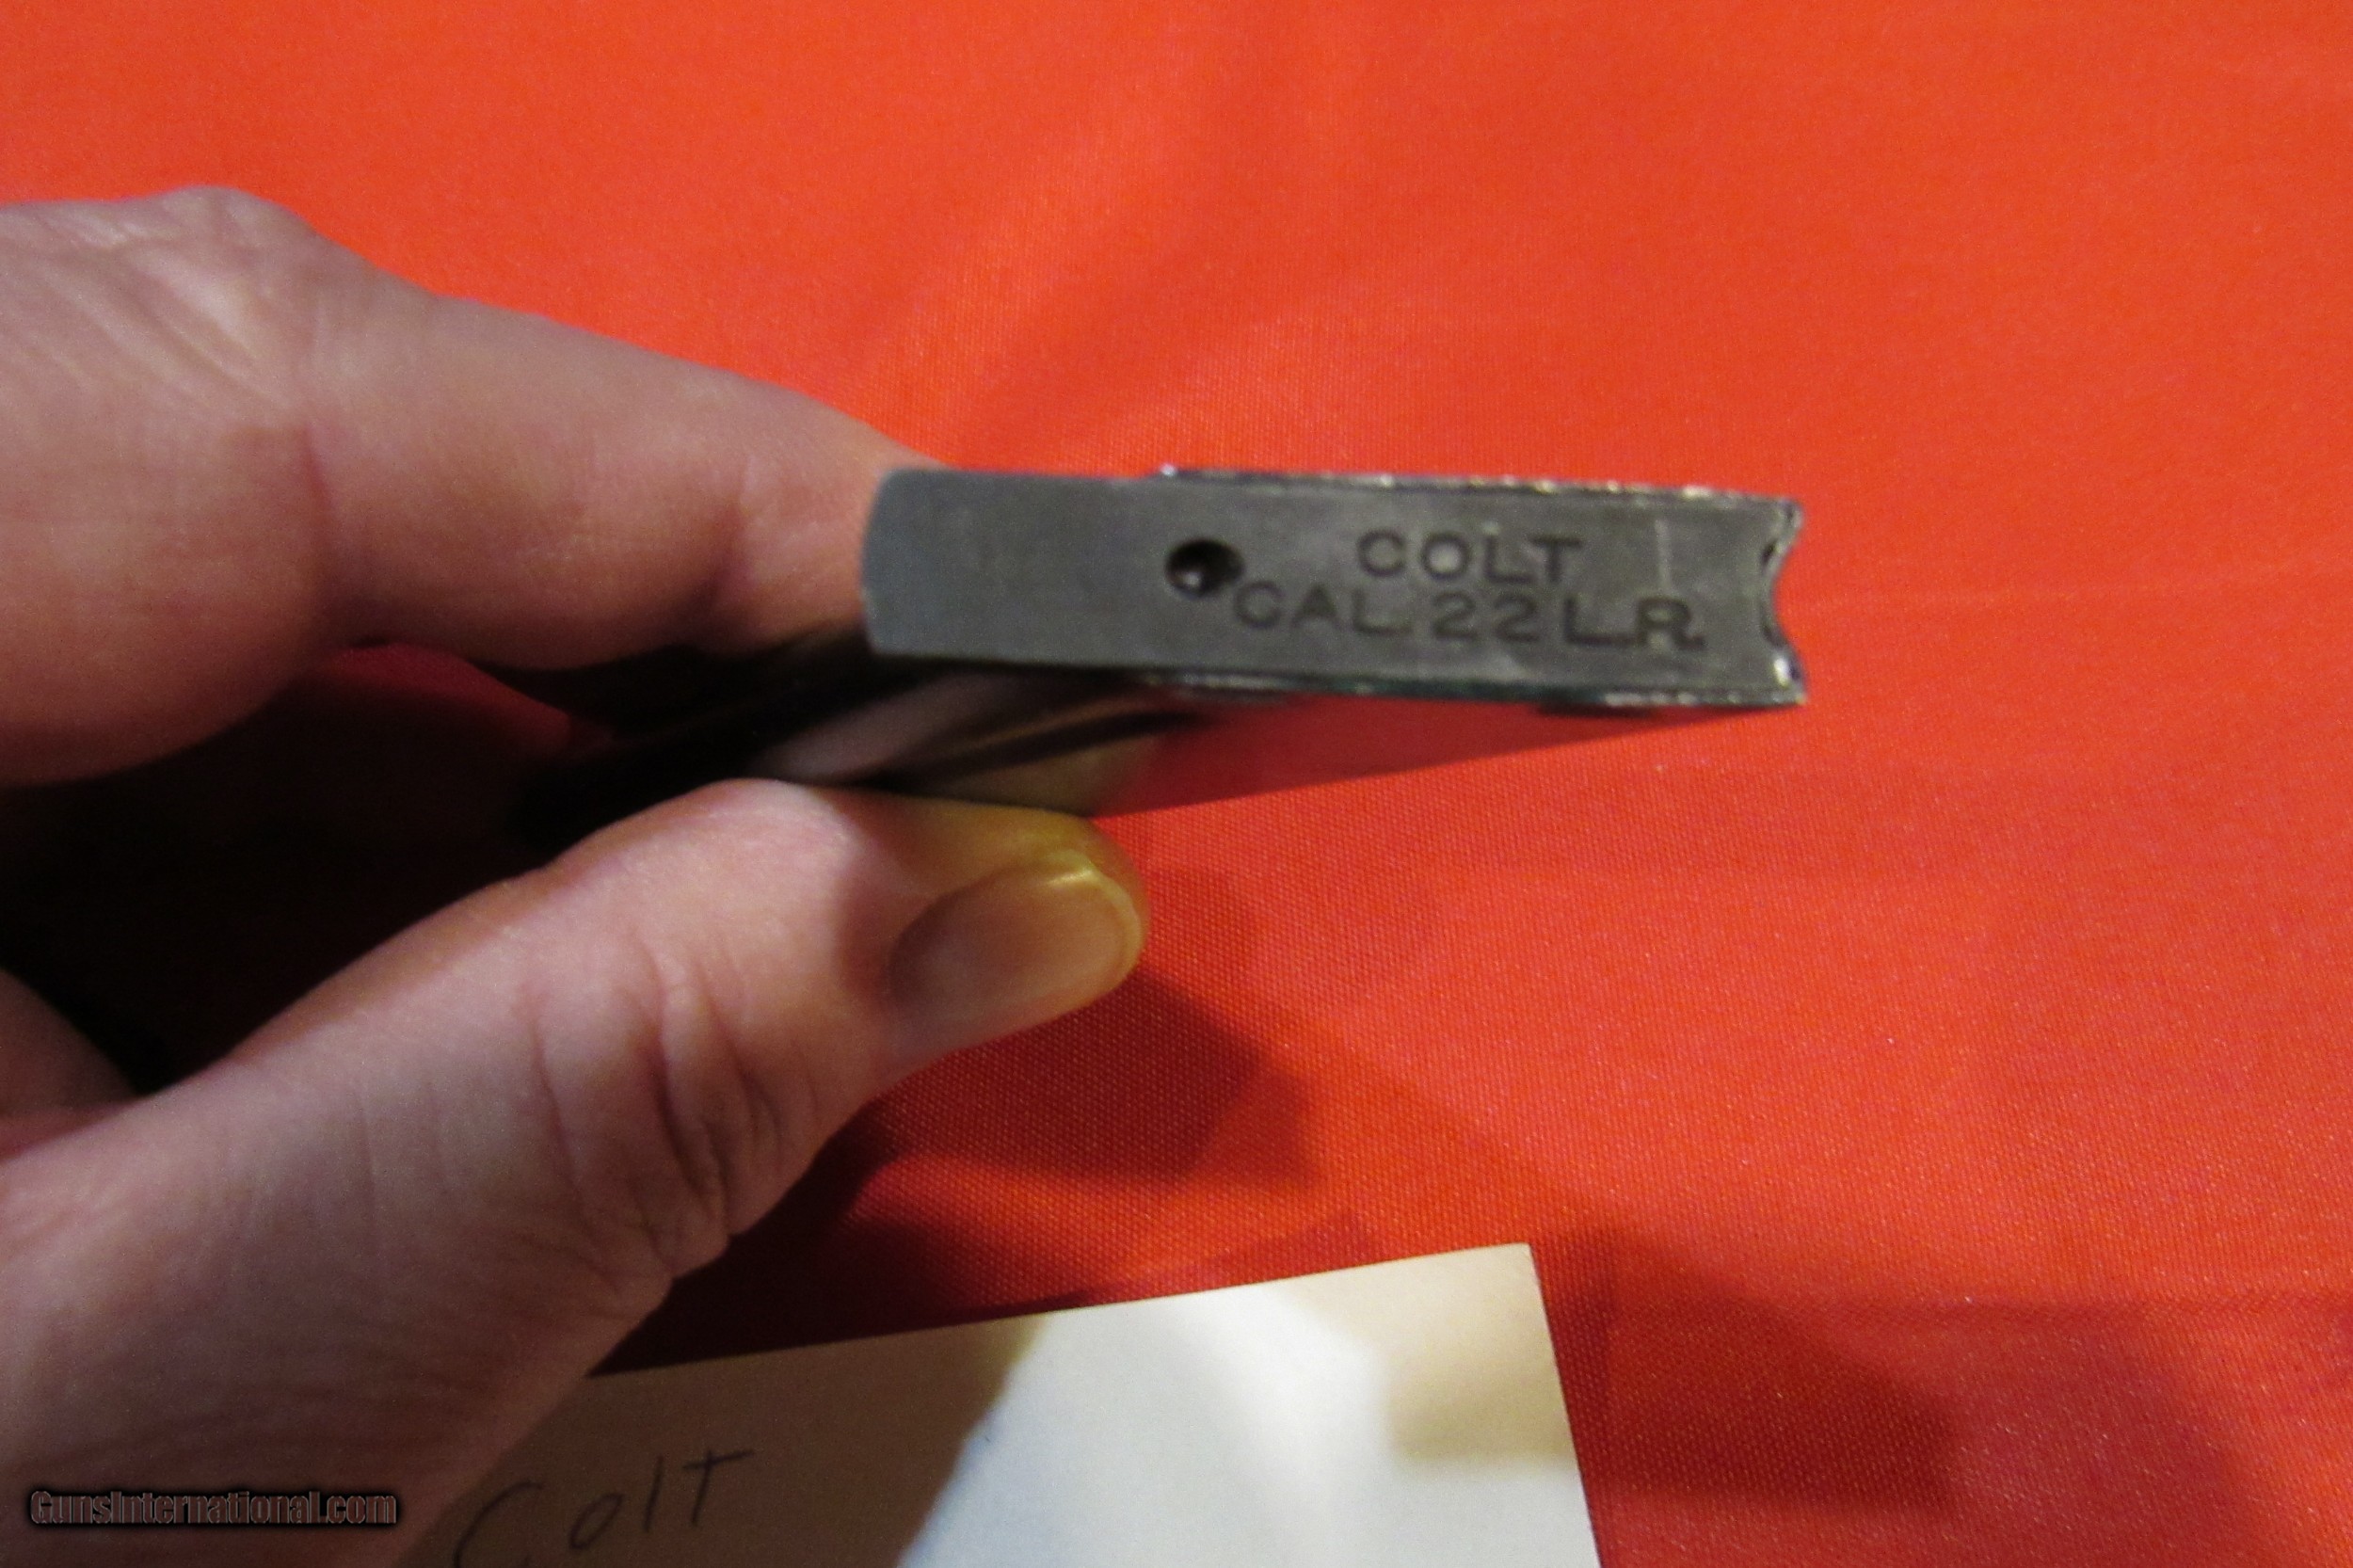 COLT
CAL. 22 L.R.
Colt
GunsInternational.com